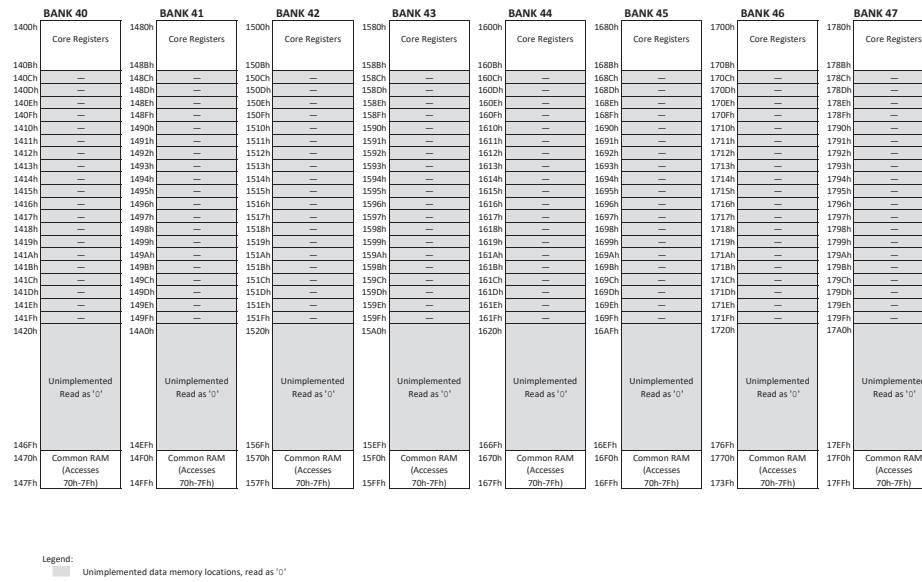 BANK 40 BANK 41 BANK 42 BANK 43 BANK 44 BANK 45 BANK 46 BANK 47
1400h 1480h 1500h 1580h 1600h 1680h 1700h 1780h
Core Registers Core Registers Core Registers Core Registers Core Registers Core Registers Core Registers Core Registers
140Bh 148Bh 150Bh 158Bh 160Bh 168Bh 170Bh 178Bh
140Ch — 148Ch — 150Ch — 158Ch — 160Ch — 168Ch — 170Ch — 178Ch —
140Dh — 148Dh — 150Dh — 158Dh — 160Dh — 168Dh — 170Dh — 178Dh —
140Eh — 148Eh — 150Eh — 158Eh — 160Eh — 168Eh — 170Eh — 178Eh —
140Fh — 148Fh — 150Fh — 158Fh — 160Fh — 168Fh — 170Fh — 178Fh —
1410h — 1490h — 1510h — 1590h — 1610h — 1690h — 1710h — 1790h —
1411h — 1491h — 1511h — 1591h — 1611h — 1691h — 1711h — 1791h —
1412h — 1492h — 1512h — 1592h — 1612h — 1692h — 1712h — 1792h —
1413h — 1493h — 1513h — 1593h — 1613h — 1693h — 1713h — 1793h —
1414h — 1494h — 1514h — 1594h — 1614h — 1694h — 1714h — 1794h —
1415h — 1495h — 1515h — 1595h — 1615h — 1695h — 1715h — 1795h —
1416h — 1496h — 1516h — 1596h — 1616h — 1696h — 1716h — 1796h —
1417h — 1497h — 1517h — 1597h — 1617h — 1697h — 1717h — 1797h —
1418h — 1498h — 1518h — 1598h — 1618h — 1698h — 1718h — 1798h —
1419h — 1499h — 1519h — 1599h — 1619h — 1699h — 1719h — 1799h —
141Ah — 149Ah — 151Ah — 159Ah — 161Ah — 169Ah — 171Ah — 179Ah —
141Bh — 149Bh — 151Bh — 159Bh — 161Bh — 169Bh — 171Bh — 179Bh —
141Ch — 149Ch — 151Ch — 159Ch — 161Ch — 169Ch — 171Ch — 179Ch —
141Dh — 149Dh — 151Dh — 159Dh — 161Dh — 169Dh — 171Dh — 179Dh —
141Eh — 149Eh — 151Eh — 159Eh — 161Eh — 169Eh — 171Eh — 179Eh —
141Fh — 149Fh — 151Fh — 159Fh — 161Fh — 169Fh — 171Fh — 179Fh —
1420h 14A0h 1520h 15A0h 1620h 16AFh 1720h 17A0h
Unimplemented Unimplemented Unimplemented Unimplemented Unimplemented Unimplemented Unimplemented Unimplemented
Read as '0' Read as '0' Read as '0' Read as '0' Read as '0' Read as '0' Read as '0' Read as '0'
146Fh 14EFh 156Fh 15EFh 166Fh 16EFh 176Fh 17EFh
1470h Common RAM 14F0h Common RAM 1570h Common RAM 15F0h Common RAM 1670h Common RAM 16F0h Common RAM 1770h Common RAM 17F0h Common RAM
(Accesses (Accesses (Accesses (Accesses (Accesses (Accesses (Accesses (Accesses
147Fh 70h-7Fh) 14FFh 70h-7Fh) 157Fh 70h-7Fh) 15FFh 70h-7Fh) 167Fh 70h-7Fh) 16FFh 70h-7Fh) 173Fh 70h-7Fh) 17FFh 70h-7Fh)
Legend:
Unimplemented data memory locations, read as '0'